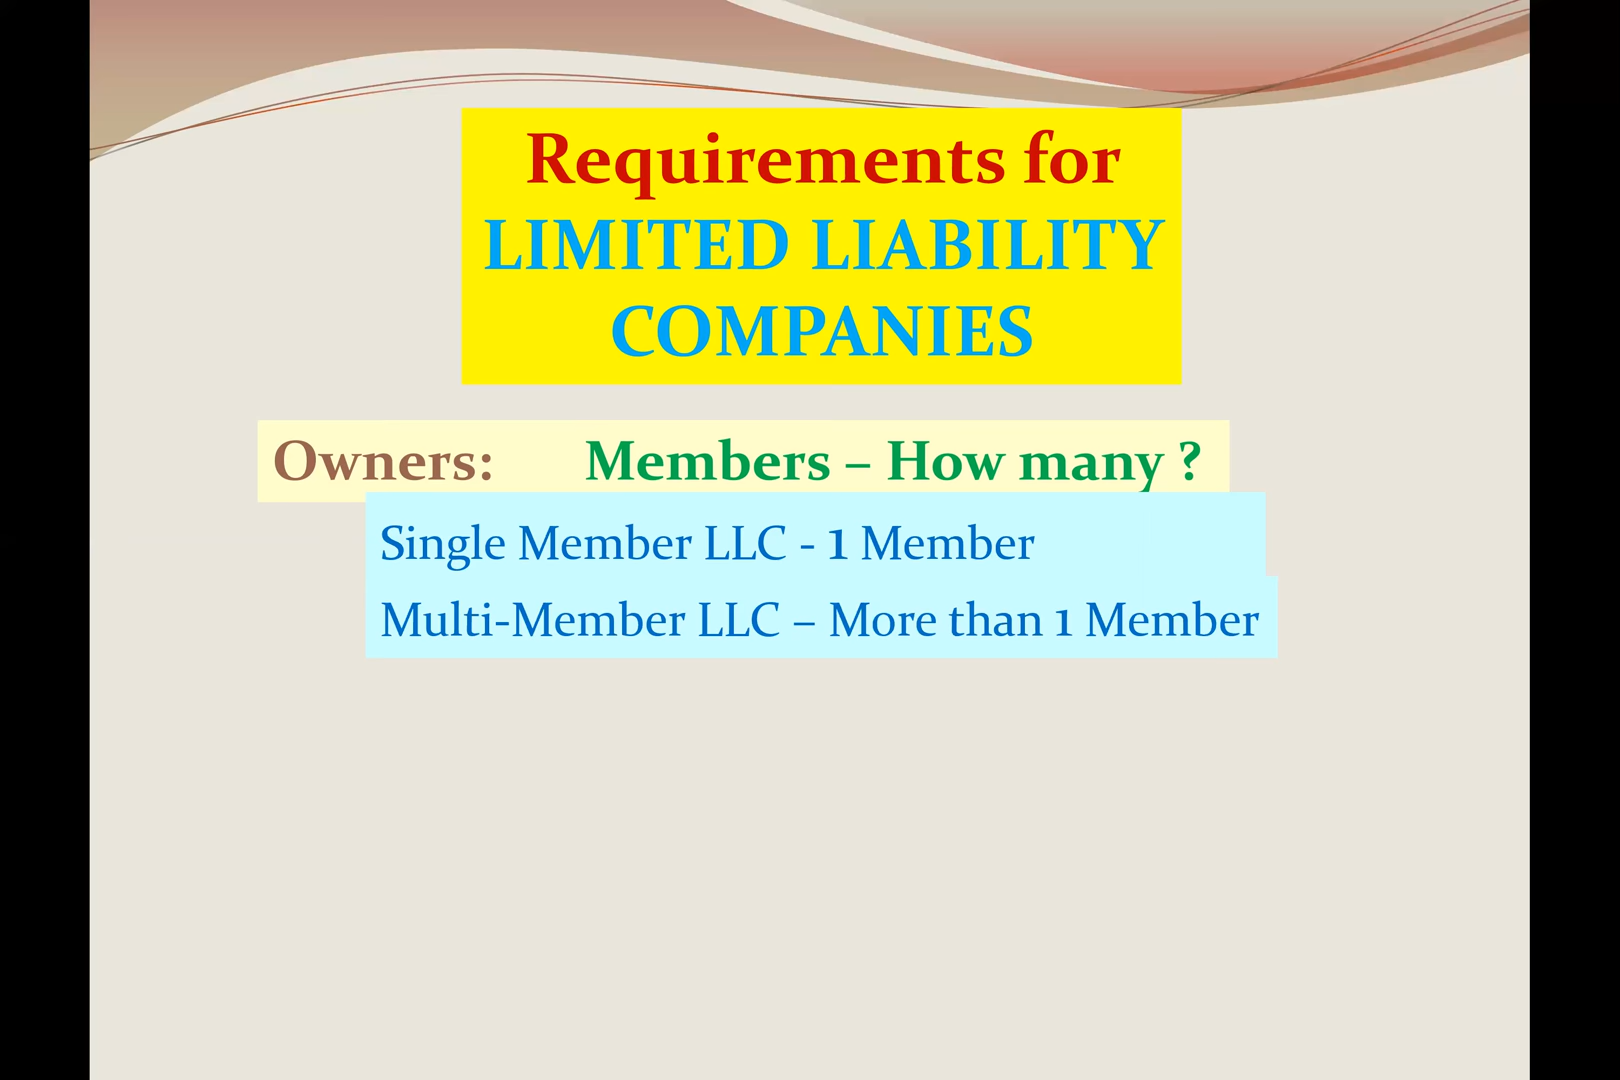 Requirements for
LIMITED LIABILITY
COMPANIES
Owners: Members – How many ?
Single Member LLC - 1 Member
Multi-Member LLC – More than 1 Member